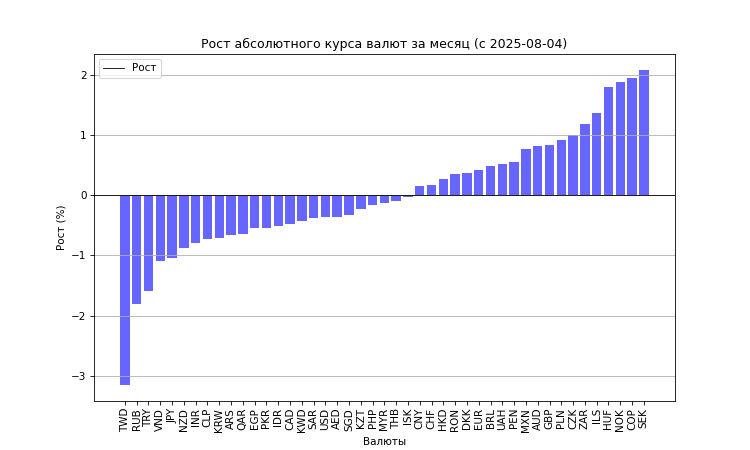 Рост абсолютного курса валют за месяц (с 2025-08-04)
Рост
2
1
0
−1
−2
−3
Рост (%)
TWD RUB TRY VND JPY NZD INR CLP KRW ARS QAR EGP PKR IDR CAD KWD SAR USD AED SGD KZT PHP MYR THB ISK CNY CHF HKD RON DKK EUR BRL UAH PEN MXN AUD GBP PLN CZK ZAR ILS HUF NOK COP SEK
Валюты